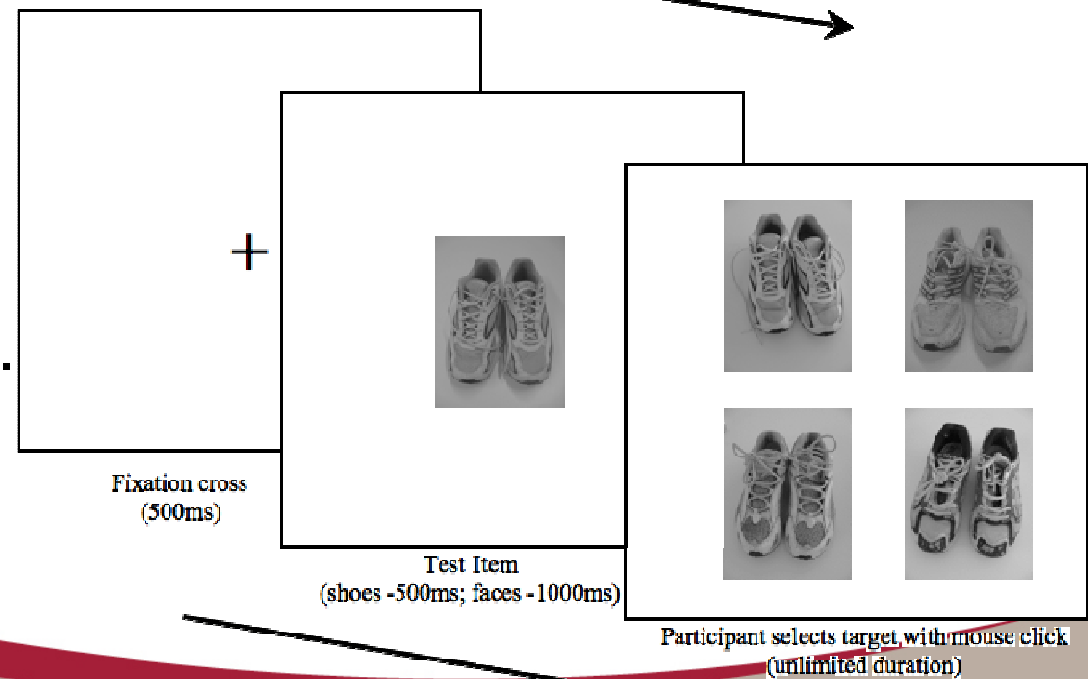 Fixation cross
(500ms)
Test Item
(shoes -500ms; faces -1000ms)
Participant selects target with mouse click
(unlimited duration)